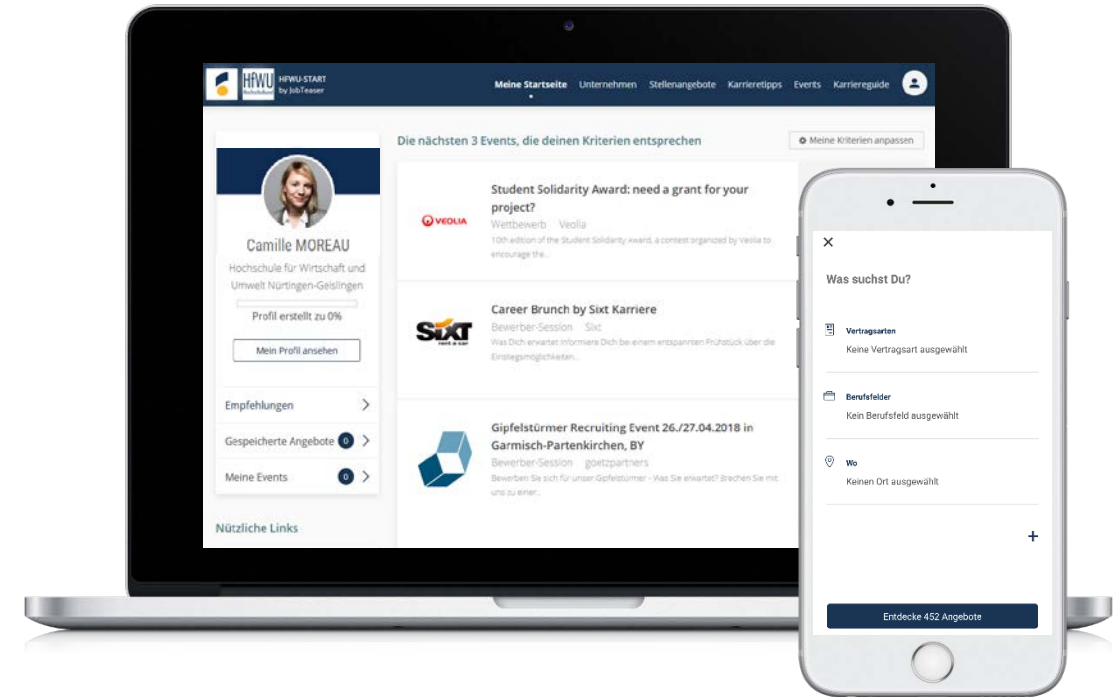 HfWU
Hochschule
HFWU-START
by JobTeaser
Meine Startseite Unternehmen Stellenangebote Karrieretipps Events Karriereguide
Die nächsten 3 Events, die deinen Kriterien entsprechen
Meine Kriterien anpassen
Camille MOREAU
Hochschule für Wirtschaft und
Umwelt Nürtingen-Geislingen
Profil erstellt zu 0%
Mein Profil ansehen
Empfehlungen
Gespeicherte Angebote 0
Meine Events 0
Nützliche Links
VEOLIA
Student Solidarity Award: need a grant for your
project?
Wettbewerb Veolia
10th edition of the Student Solidarity Award, a contest organized by Veolia to
encourage the...
SIXT
rent a car
Career Brunch by Sixt Karriere
Bewerber-Session Sixt
Was Dich erwartet Informiere Dich bei einem entspannten Frühstück über die
Einstiegsmöglichkeiten...
Gipfelstürmer Recruiting Event 26./27.04.2018 in
Garmisch-Partenkirchen, BY
Bewerber-Session goetzpartners
Bewerben Sie sich für unser Gipfelstürmer - Was Sie erwartet? Brechen Sie mit
uns zu einer...
Was suchst Du?
Vertragsarten
Keine Vertragsart ausgewählt
Berufsfelder
Kein Berufsfeld ausgewählt
Wo
Keinen Ort ausgewählt
+
Entdecke 452 Angebote